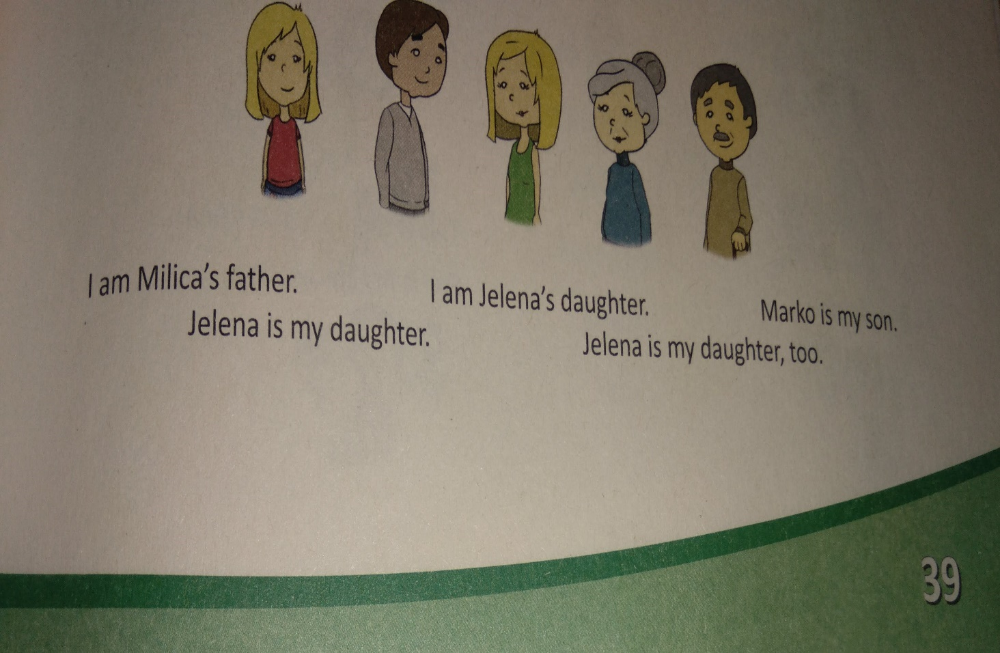 I am Milica's father.
Jelena is my daughter.
I am Jelena's daughter.
Jelena is my daughter, too.
Marko is my son.
39